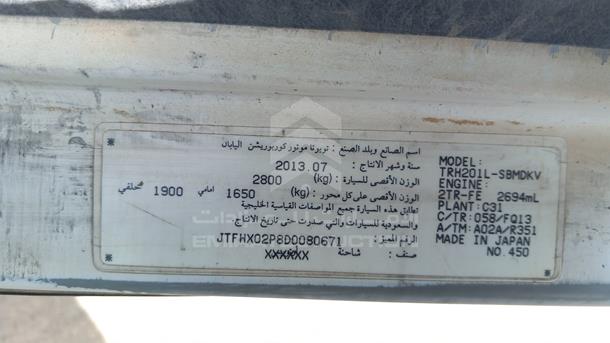 اسم الصانع وبلد الصنع : تويوتا موتور كوربوريشن اليابان
سنة وشهر الانتاج : 2013.07
الوزن الأقصى للسيارة : (kg) 2800
الوزن الأقصى على كل محور : (kg) 1650 امامي 1900 خلفي
تطابق هذه السيارة جميع المواصفات القياسية الخليجية
والسعودية للسيارات والتي صدرت حتى تاريخ الانتاج
الرقم المميز : JTFHX02P8D0080671
صنف : شاحنة XXXXXX
MODEL:
TRH201L-SBMDKV
ENGINE:
2TR-FE 2694mL
PLANT: C31
C/TR: 058/FQ13
A/TM: A02A/R351
MADE IN JAPAN
NO. 450